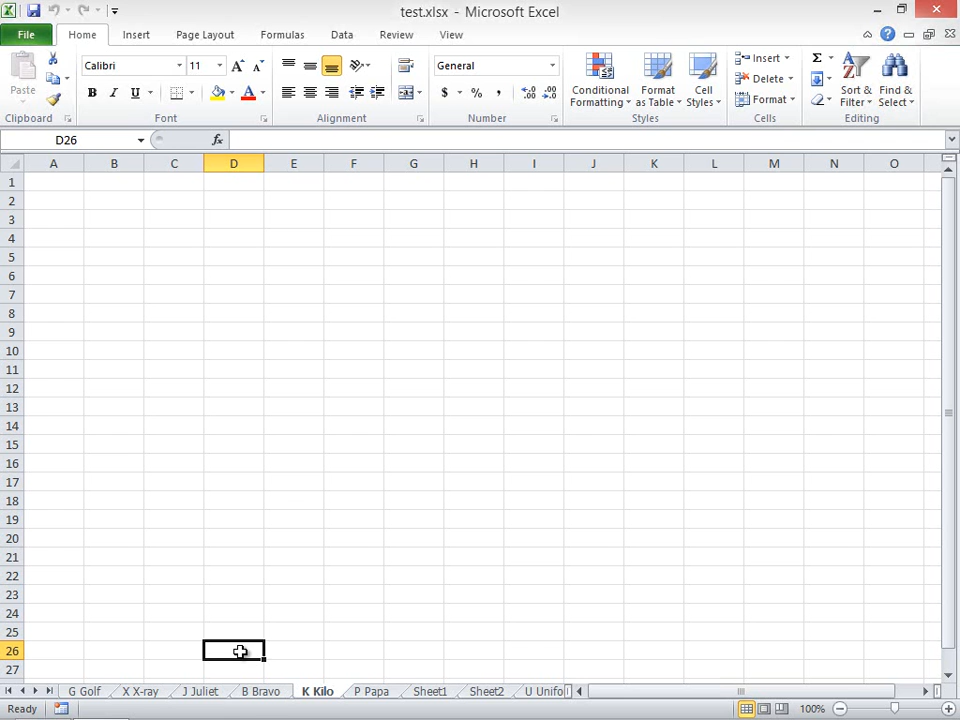 test.xlsx - Microsoft Excel
File Home Insert Page Layout Formulas Data Review View
Paste
Calibri 11
B I U
General
$ % , .00 .0
Conditional Formatting
Format as Table
Cell Styles
Insert
Delete
Format
Σ
Sort & Filter
Find & Select
Clipboard Font Alignment Number Styles Cells Editing
D26 fx
A B C D E F G H I J K L M N O
1
2
3
4
5
6
7
8
9
10
11
12
13
14
15
16
17
18
19
20
21
22
23
24
25
26
27
G Golf X X-ray J Juliet B Bravo K Kilo P Papa Sheet1 Sheet2 U Unifo
Ready 100%